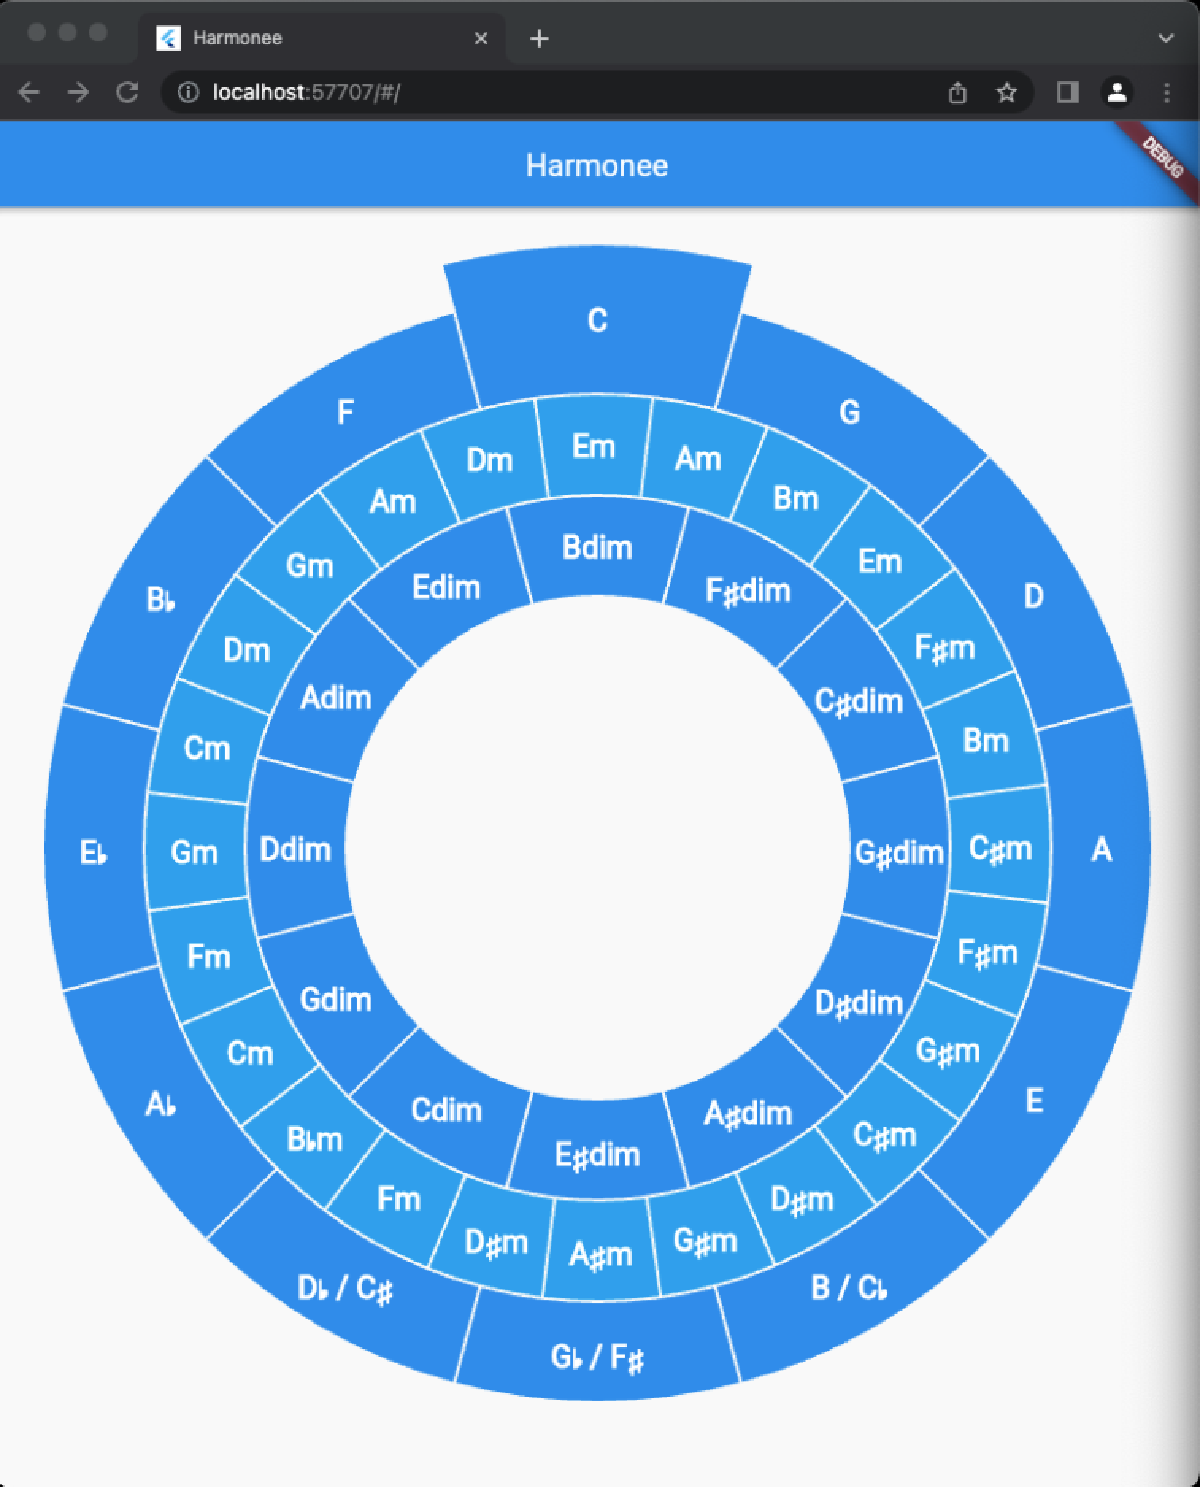 Harmonee
localhost:57707/#/
Harmonee
DEBUG
C
G
D
A
E
B / C♭
G♭ / F♯
D♭ / C♯
A♭
E♭
B♭
F
Em
Am
Bm
Em
F♯m
Bm
C♯m
F♯m
G♯m
C♯m
D♯m
G♯m
A♯m
D♯m
Fm
B♭m
Cm
Fm
Gm
Cm
Dm
Gm
Am
Dm
Bdim
F♯dim
C♯dim
G♯dim
D♯dim
A♯dim
E♯dim
Cdim
Gdim
Ddim
Adim
Edim